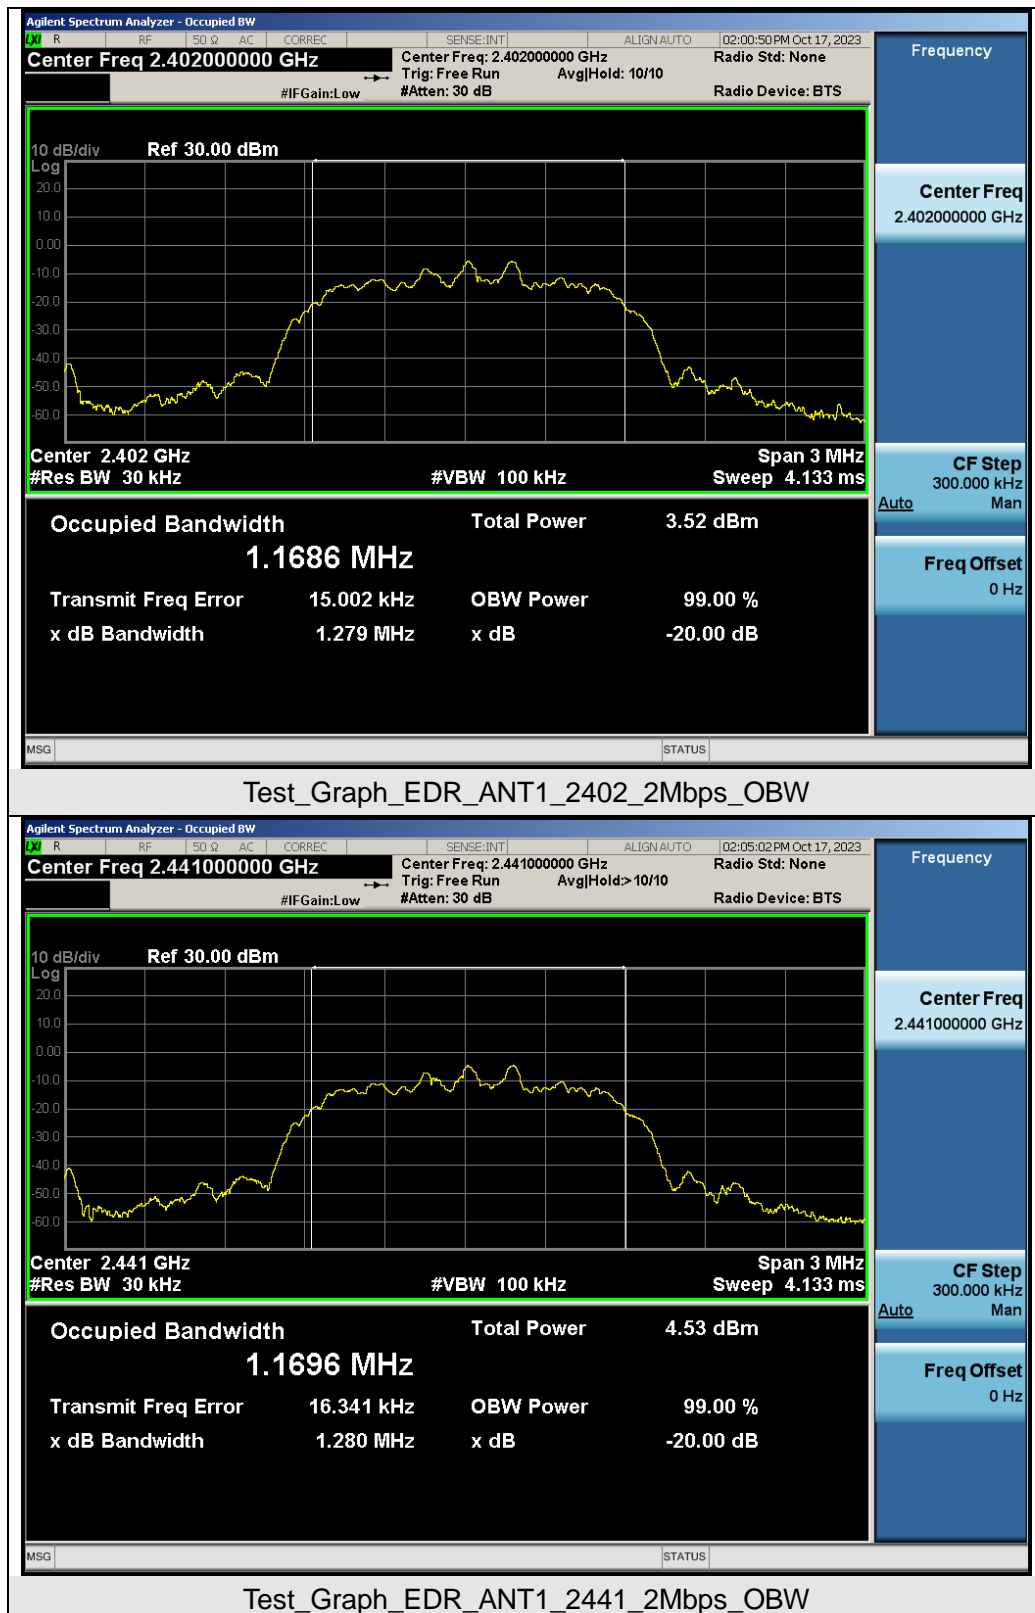 Agilent Spectrum Analyzer - Occupied BW
LXI R RF 50 Ω AC CORREC SENSE:INT ALIGN AUTO 02:00:50 PM Oct 17, 2023
Center Freq 2.402000000 GHz Center Freq: 2.402000000 GHz Radio Std: None Frequency
Trig: Free Run Avg|Hold: 10/10
#IFGain:Low #Atten: 30 dB Radio Device: BTS
10 dB/div Ref 30.00 dBm
Log
20.0
10.0
0.00
-10.0
-20.0
-30.0
-40.0
-50.0
-60.0
Center Freq
2.402000000 GHz
Center 2.402 GHz Span 3 MHz
#Res BW 30 kHz #VBW 100 kHz Sweep 4.133 ms
CF Step
300.000 kHz
Auto Man
Occupied Bandwidth Total Power 3.52 dBm
1.1686 MHz
Freq Offset
0 Hz
Transmit Freq Error 15.002 kHz OBW Power 99.00 %
x dB Bandwidth 1.279 MHz x dB -20.00 dB
MSG STATUS
Test_Graph_EDR_ANT1_2402_2Mbps_OBW
Agilent Spectrum Analyzer - Occupied BW
LXI R RF 50 Ω AC CORREC SENSE:INT ALIGN AUTO 02:05:02 PM Oct 17, 2023
Center Freq 2.441000000 GHz Center Freq: 2.441000000 GHz Radio Std: None Frequency
Trig: Free Run Avg|Hold:>10/10
#IFGain:Low #Atten: 30 dB Radio Device: BTS
10 dB/div Ref 30.00 dBm
Log
20.0
10.0
0.00
-10.0
-20.0
-30.0
-40.0
-50.0
-60.0
Center Freq
2.441000000 GHz
Center 2.441 GHz Span 3 MHz
#Res BW 30 kHz #VBW 100 kHz Sweep 4.133 ms
CF Step
300.000 kHz
Auto Man
Occupied Bandwidth Total Power 4.53 dBm
1.1696 MHz
Freq Offset
0 Hz
Transmit Freq Error 16.341 kHz OBW Power 99.00 %
x dB Bandwidth 1.280 MHz x dB -20.00 dB
MSG STATUS
Test_Graph_EDR_ANT1_2441_2Mbps_OBW